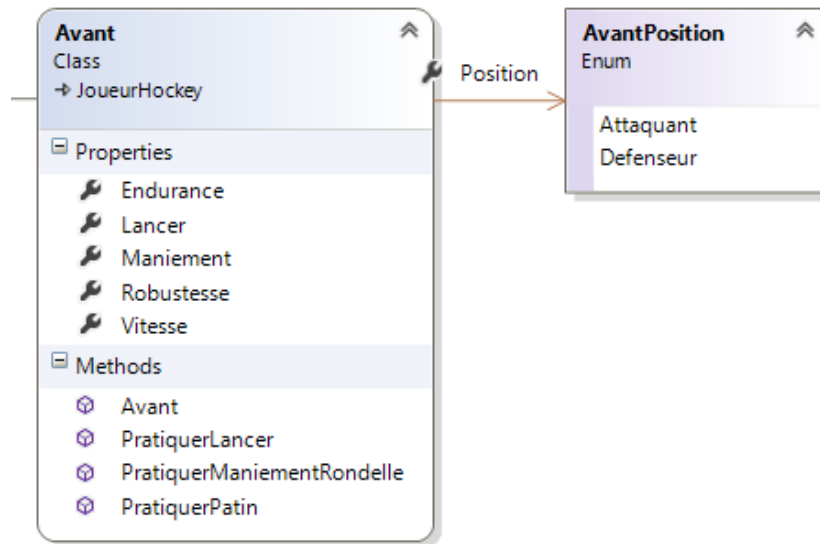 Avant
Class
JoueurHockey
Properties
Endurance
Lancer
Maniement
Robustesse
Vitesse
Methods
Avant
PratiquerLancer
PratiquerManiementRondelle
PratiquerPatin
Position
AvantPosition
Enum
Attaquant
Defenseur